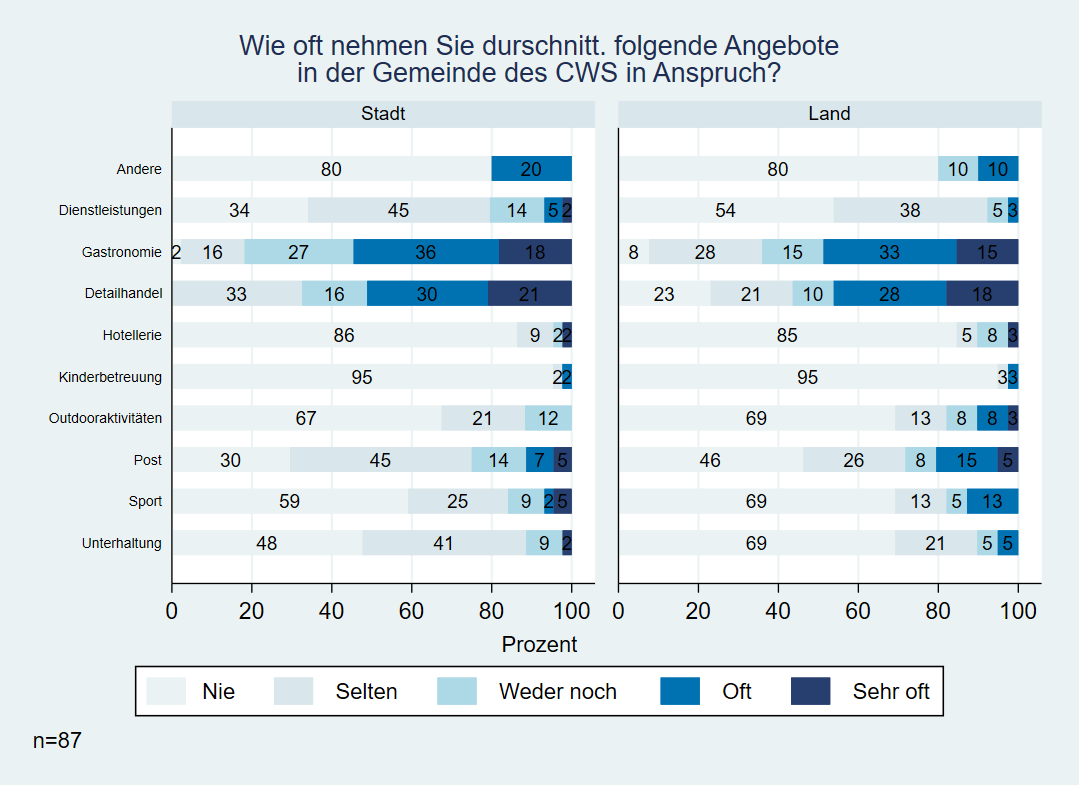 Wie oft nehmen Sie durschnitt. folgende Angebote
in der Gemeinde des CWS in Anspruch?
Stadt Land
Andere 80 20 80 10 10
Dienstleistungen 34 45 14 5 2 54 38 5 3
Gastronomie 2 16 27 36 18 8 28 15 33 15
Detailhandel 33 16 30 21 23 21 10 28 18
Hotellerie 86 9 2 2 85 5 8 3
Kinderbetreuung 95 2 2 95 3 3
Outdooraktivitäten 67 21 12 69 13 8 8 3
Post 30 45 14 7 5 46 26 8 15 5
Sport 59 25 9 2 5 69 13 5 13
Unterhaltung 48 41 9 2 69 21 5 5
0 20 40 60 80 100 0 20 40 60 80 100
Prozent
Nie Selten Weder noch Oft Sehr oft
n=87